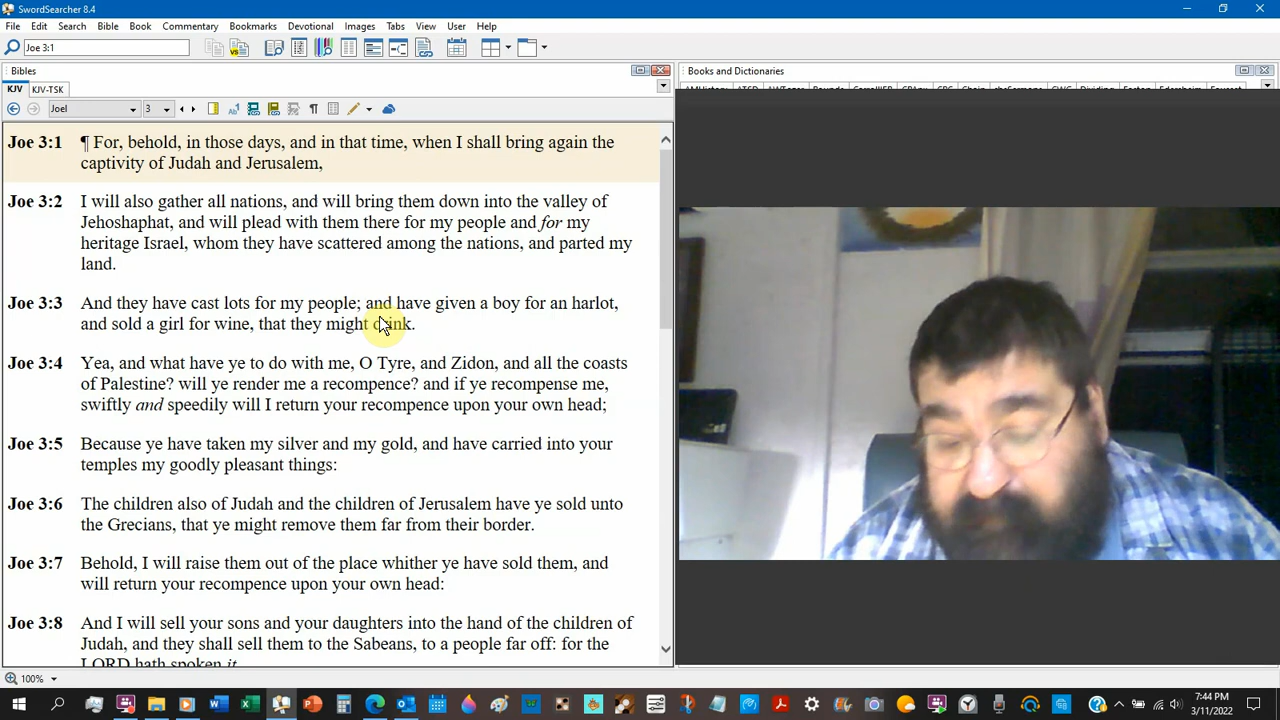 SwordSearcher 8.4
File Edit Search Bible Book Commentary Bookmarks Devotional Images Tabs View User Help
Joe 3:1
Bibles
Books and Dictionaries
KJV KJV-TSK
Joel 3
Joe 3:1 ¶ For, behold, in those days, and in that time, when I shall bring again the
captivity of Judah and Jerusalem,
Joe 3:2 I will also gather all nations, and will bring them down into the valley of
Jehoshaphat, and will plead with them there for my people and for my
heritage Israel, whom they have scattered among the nations, and parted my
land.
Joe 3:3 And they have cast lots for my people; and have given a boy for an harlot,
and sold a girl for wine, that they might drink.
Joe 3:4 Yea, and what have ye to do with me, O Tyre, and Zidon, and all the coasts
of Palestine? will ye render me a recompence? and if ye recompense me,
swiftly and speedily will I return your recompence upon your own head;
Joe 3:5 Because ye have taken my silver and my gold, and have carried into your
temples my goodly pleasant things:
Joe 3:6 The children also of Judah and the children of Jerusalem have ye sold unto
the Grecians, that ye might remove them far from their border.
Joe 3:7 Behold, I will raise them out of the place whither ye have sold them, and
will return your recompence upon your own head:
Joe 3:8 And I will sell your sons and your daughters into the hand of the children of
Judah, and they shall sell them to the Sabeans, to a people far off: for the
LORD hath spoken it.
100%
7:44 PM
3/11/2022